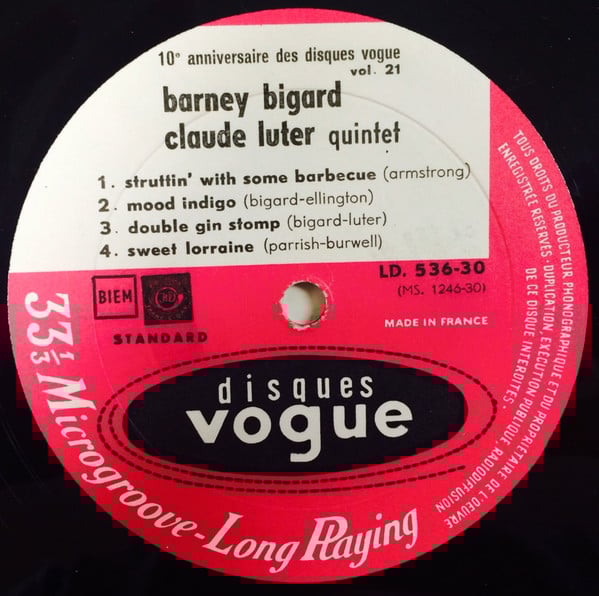 10e anniversaire des disques vogue
vol. 21
barney bigard
claude luter quintet
1. struttin' with some barbecue (armstrong)
2. mood indigo (bigard-ellington)
3. double gin stomp (bigard-luter)
4. sweet lorraine (parrish-burwell)
BIEM
STANDARD
LD. 536-30
(MS. 1246-30)
MADE IN FRANCE
disques
vogue
33 1/3 Microgroove-Long Playing
TOUS DROITS DU PRODUCTEUR PHONOGRAPHIQUE ET DU PROPRIÉTAIRE DE L'OEUVRE
ENREGISTRÉE RÉSERVÉS · DUPLICATION, EXÉCUTION PUBLIQUE, RADIODIFFUSION
DE CE DISQUE INTERDITES ·